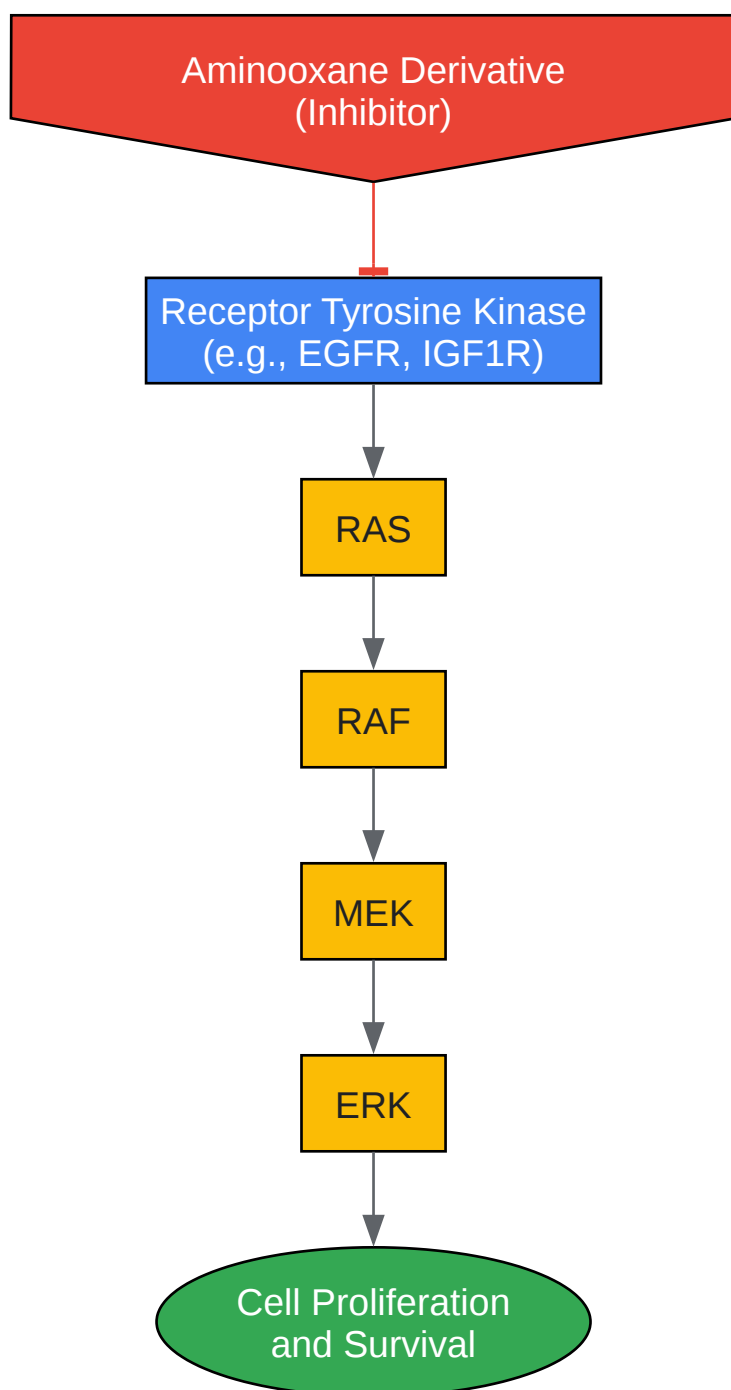 Aminooxane Derivative
(Inhibitor)
Receptor Tyrosine Kinase
(e.g., EGFR, IGF1R)
RAS
RAF
MEK
ERK
Cell Proliferation
and Survival